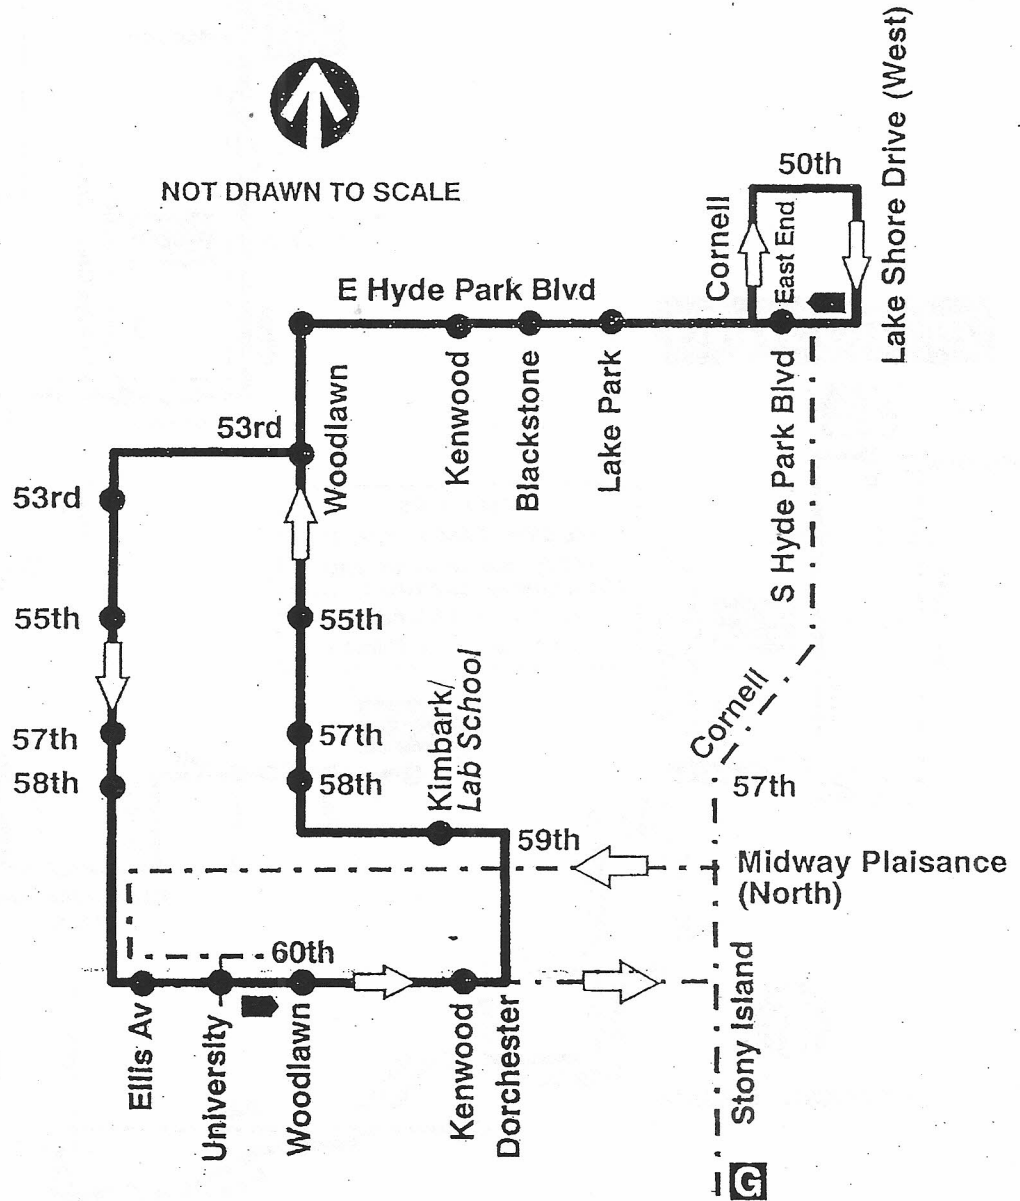 NOT DRAWN TO SCALE
50th
Lake Shore Drive (West)
Cornell
East End
E Hyde Park Blvd
Woodlawn
Kenwood
Blackstone
Lake Park
S Hyde Park Blvd
53rd
53rd
55th
55th
57th
58th
57th
58th
Kimbark/
Lab School
Cornell
57th
59th
Midway Plaisance
(North)
60th
Ellis Av
University
Woodlawn
Kenwood
Dorchester
Stony Island
G